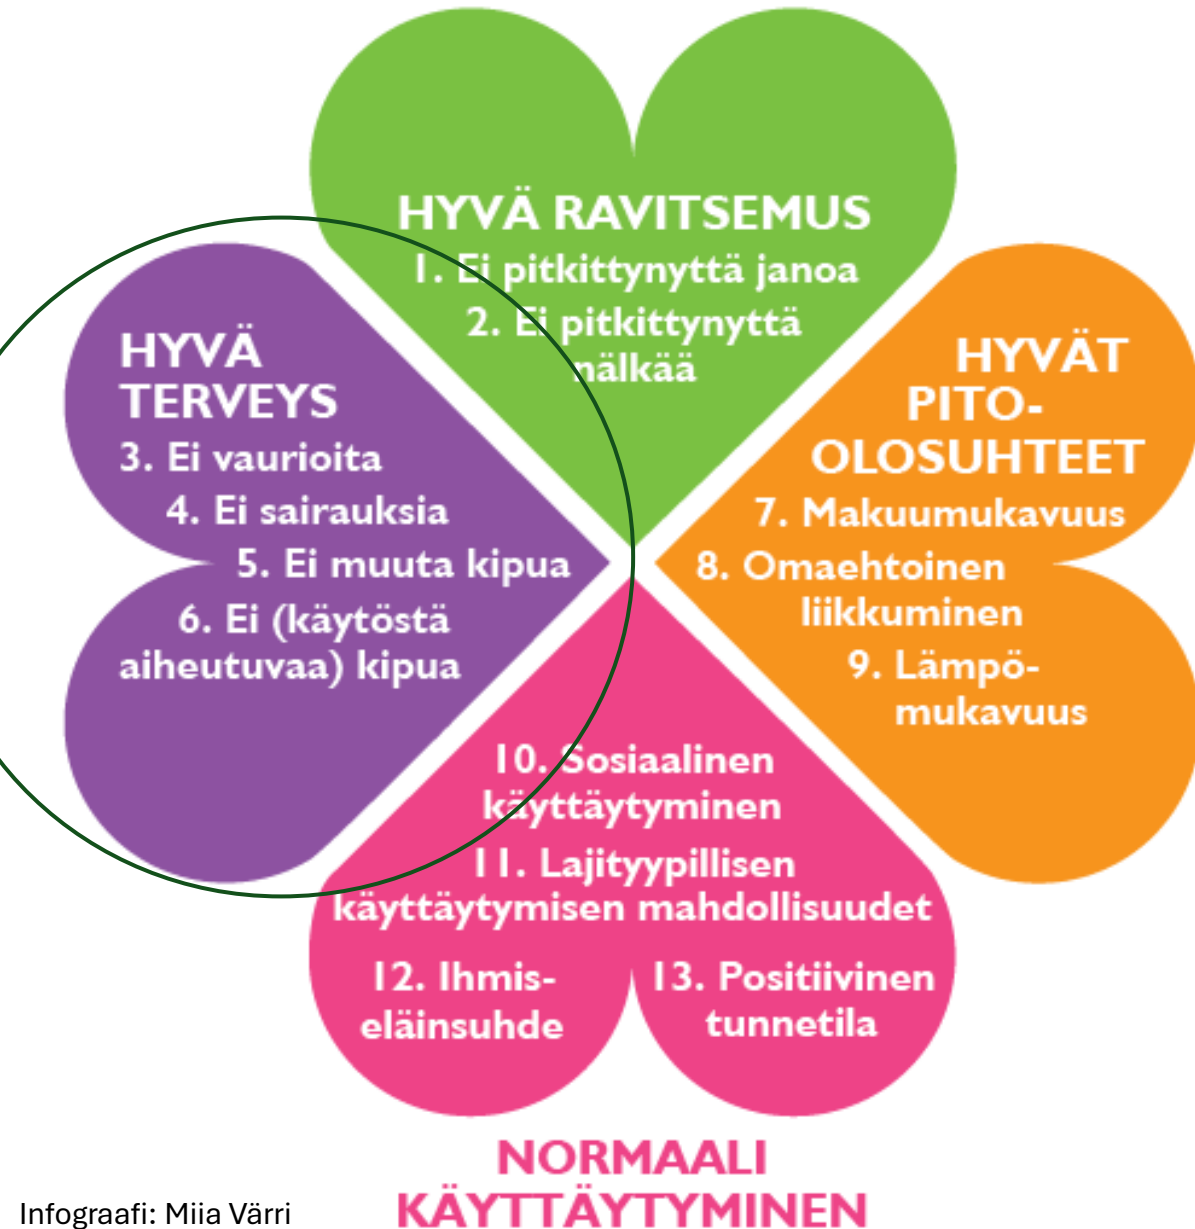 HYVÄ RAVITSEMUS
1. Ei pitkittynyttä janoa
2. Ei pitkittynyttä
nälkää
HYVÄ
TERVEYS
3. Ei vaurioita
4. Ei sairauksia
5. Ei muuta kipua
6. Ei (käytöstä
aiheutuvaa) kipua
HYVÄT
PITO-
OLOSUHTEET
7. Makuumukavuus
8. Omaehtoinen
liikkuminen
9. Lämpö-
mukavuus
10. Sosiaalinen
käyttäytyminen
11. Lajityypillisen
käyttäytymisen mahdollisuudet
12. Ihmis-
eläinsuhde
13. Positiivinen
tunnetila
NORMAALI
KÄYTTÄYTYMINEN
Infograafi: Miia Värri